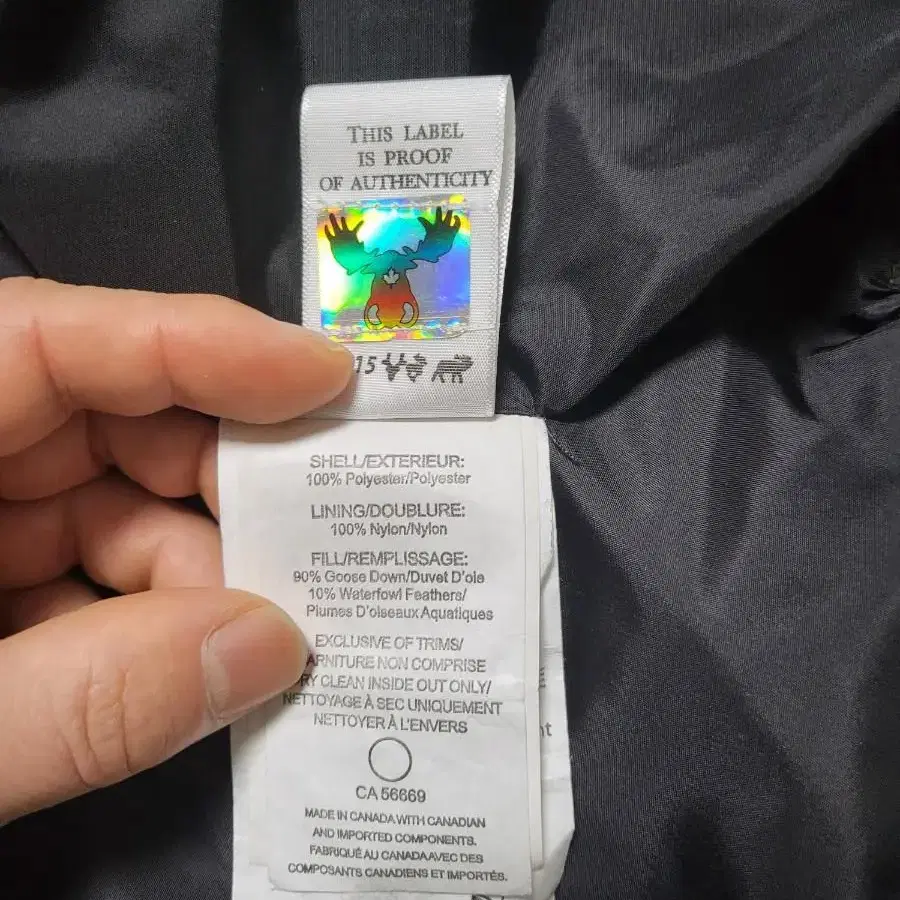 THIS LABEL
IS PROOF
OF AUTHENTICITY
15
SHELL/EXTERIEUR:
100% Polyester/Polyester
LINING/DOUBLURE:
100% Nylon/Nylon
FILL/REMPLISSAGE:
90% Goose Down/Duvet D'oie
10% Waterfowl Feathers/
Plumes D'oiseaux Aquatiques
EXCLUSIVE OF TRIMS/
ARNITURE NON COMPRISE
RY CLEAN INSIDE OUT ONLY/
NETTOYAGE À SEC UNIQUEMENT
NETTOYER À L'ENVERS
CA 56669
MADE IN CANADA WITH CANADIAN
AND IMPORTED COMPONENTS.
FABRIQUÉ AU CANADA AVEC DES
COMPOSANTS CANADIENS ET IMPORTÉS.